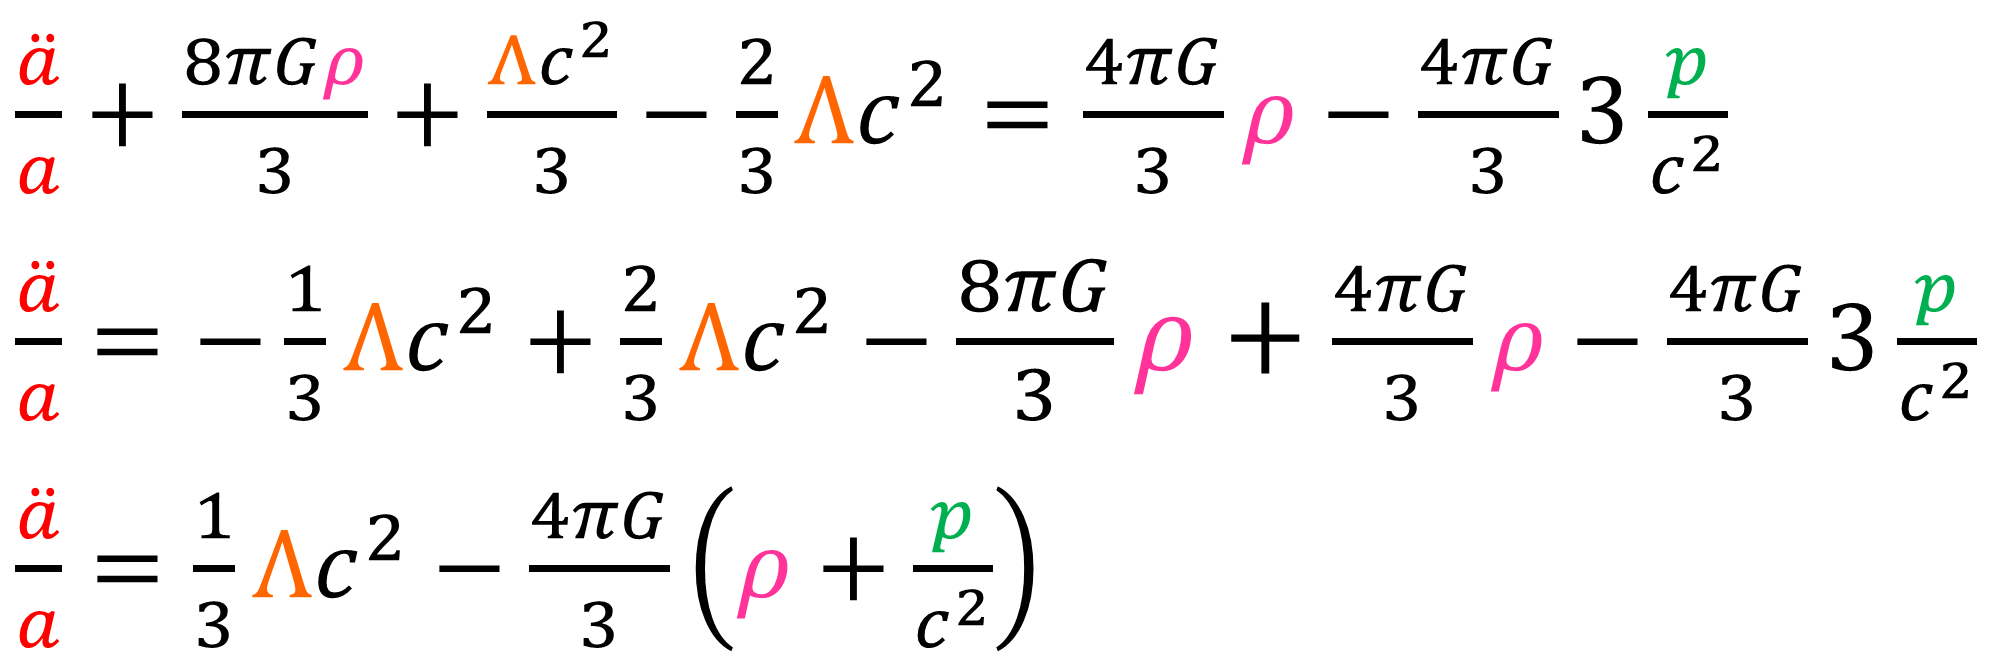 ä/a + 8πGρ/3 + Λc²/3 − 2/3 Λc² = 4πG/3 ρ − 4πG/3 3 p/c²
ä/a = − 1/3 Λc² + 2/3 Λc² − 8πG/3 ρ + 4πG/3 ρ − 4πG/3 3 p/c²
ä/a = 1/3 Λc² − 4πG/3 (ρ + p/c²)